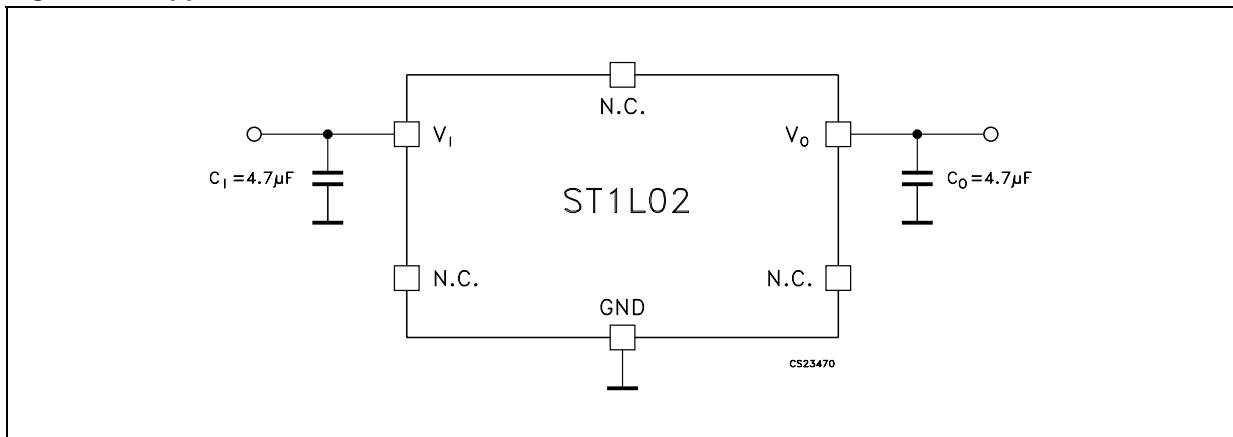 N.C.
V_I
V_O
C_I=4.7µF
C_O=4.7µF
ST1L02
N.C.
N.C.
GND
CS23470